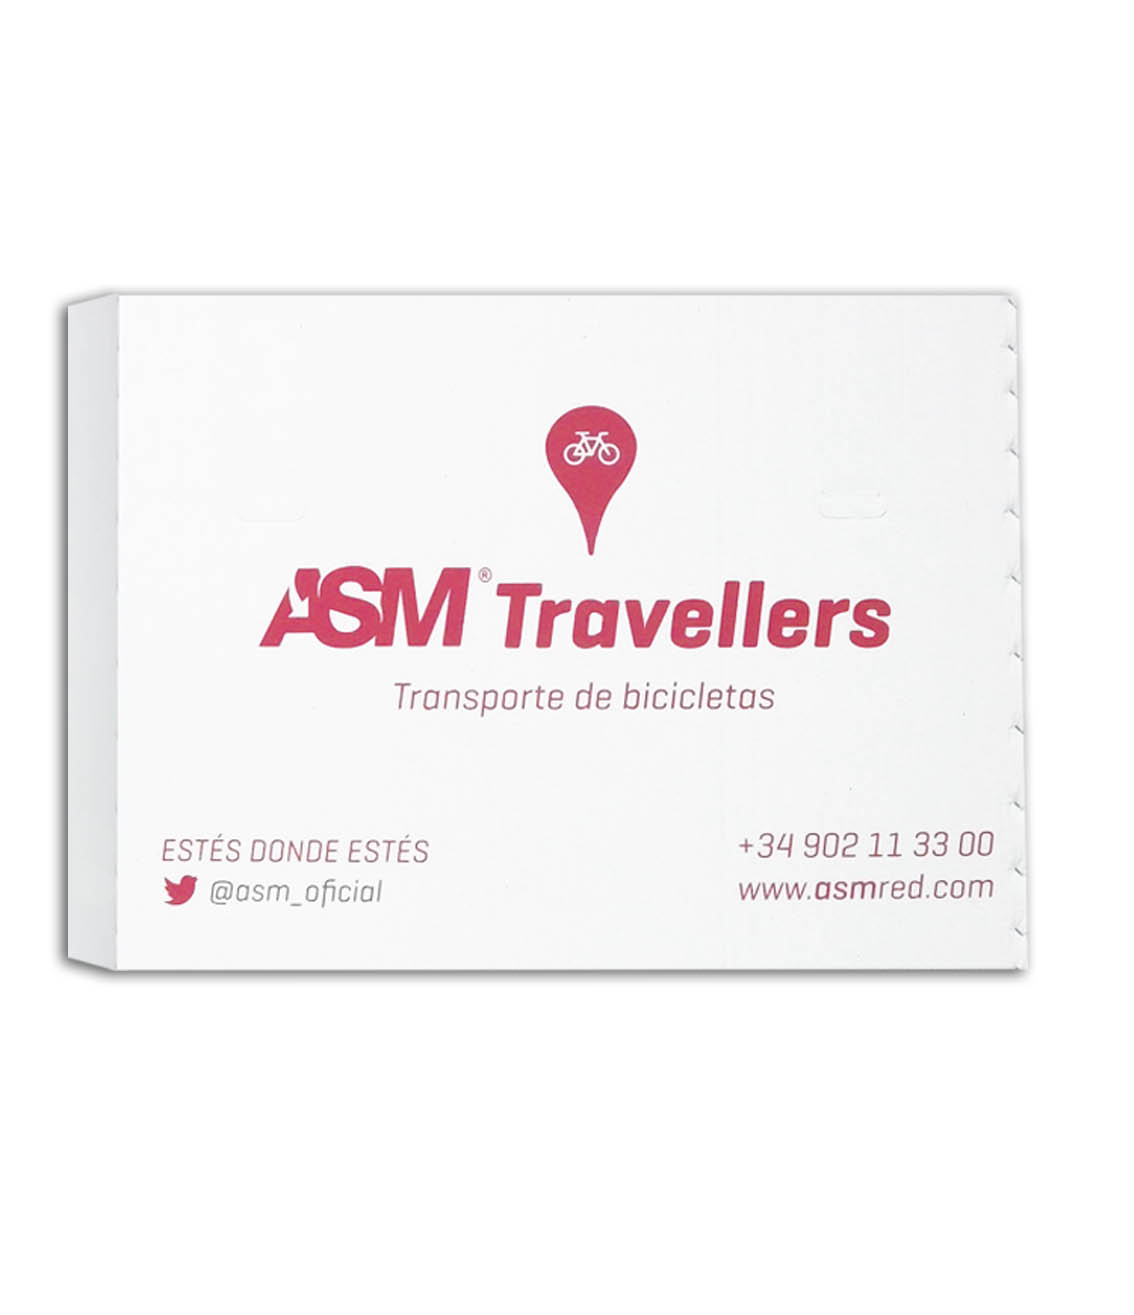 ASM® Travellers
Transporte de bicicletas
ESTÉS DONDE ESTÉS
@asm_oficial
+34 902 11 33 00
www.asmred.com